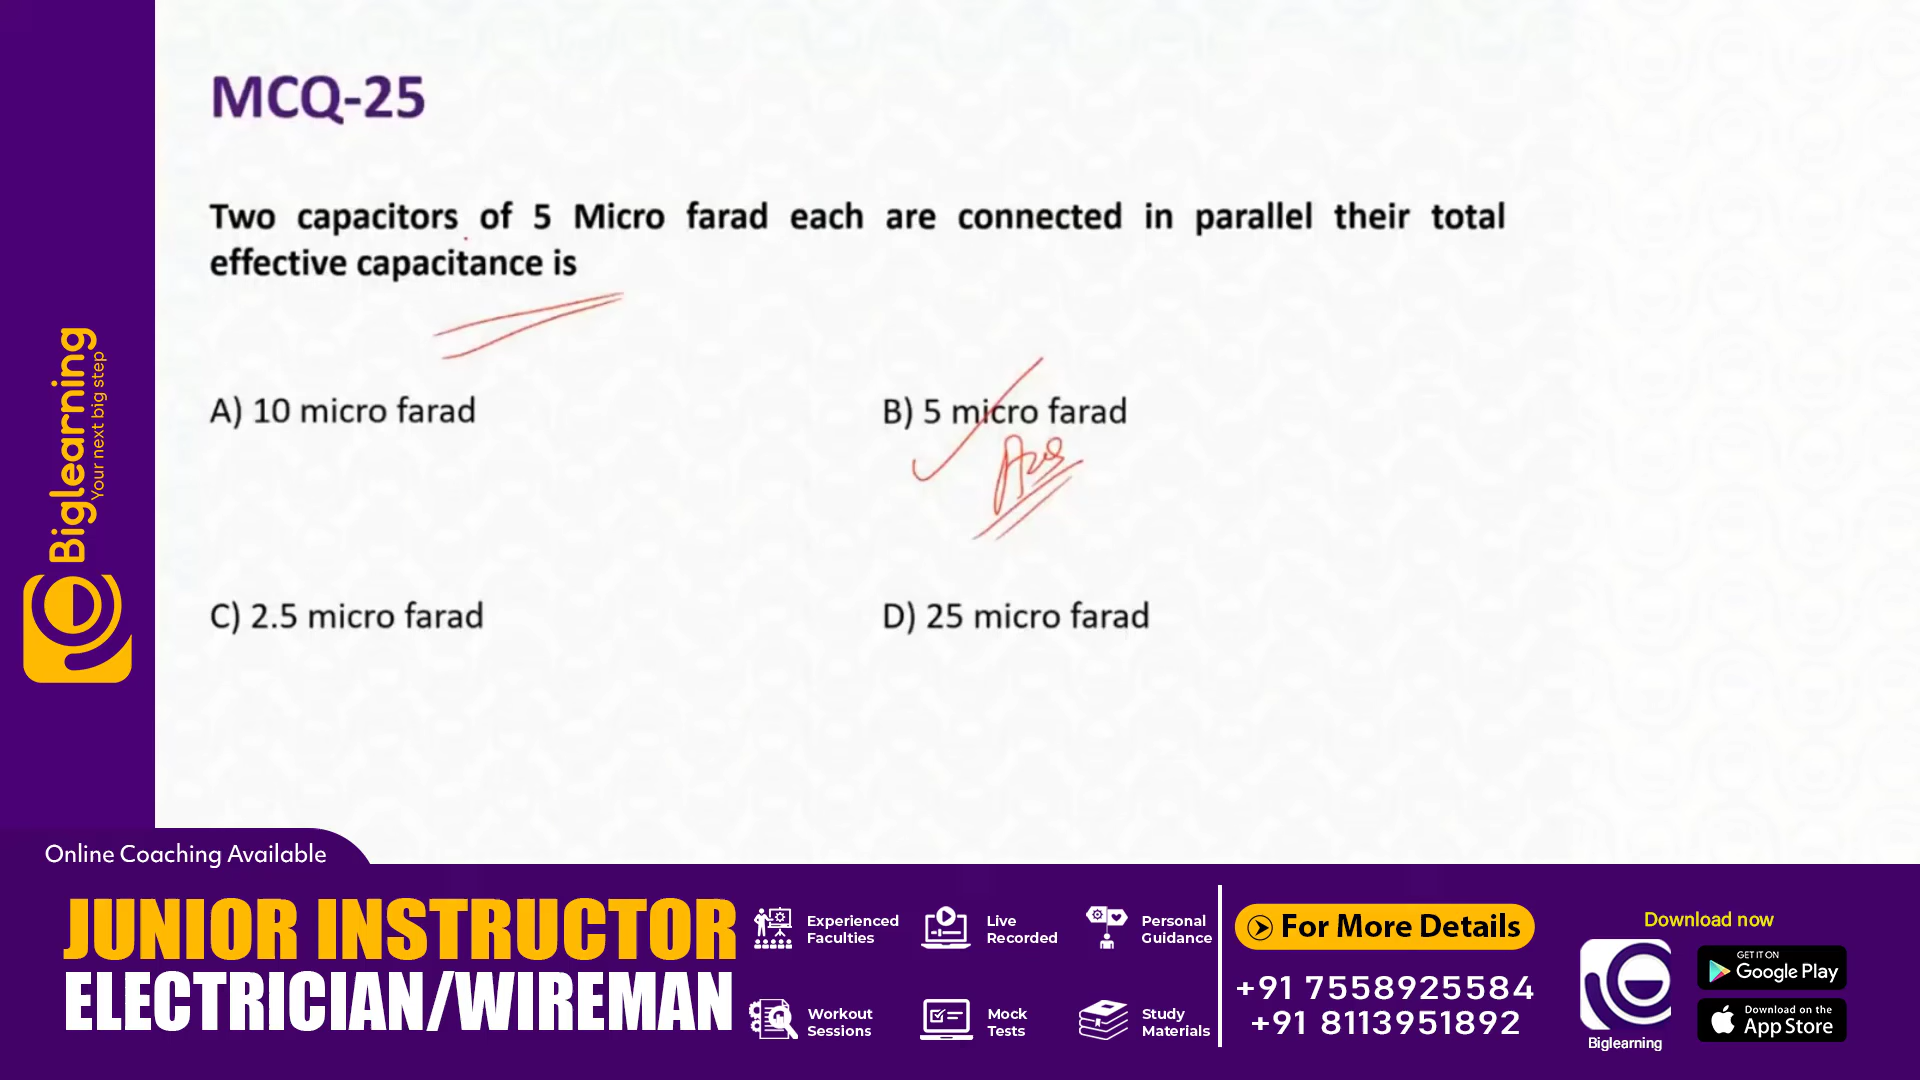 MCQ-25
Two capacitors of 5 Micro farad each are connected in parallel their total
effective capacitance is
A) 10 micro farad
B) 5 micro farad
Ans
C) 2.5 micro farad
D) 25 micro farad
Biglearning
Your next big step
Online Coaching Available
JUNIOR INSTRUCTOR
ELECTRICIAN/WIREMAN
Experienced
Faculties
Live
Recorded
Personal
Guidance
Workout
Sessions
Mock
Tests
Study
Materials
For More Details
+91 7558925584
+91 8113951892
Download now
Biglearning
GET IT ON
Google Play
Download on the
App Store